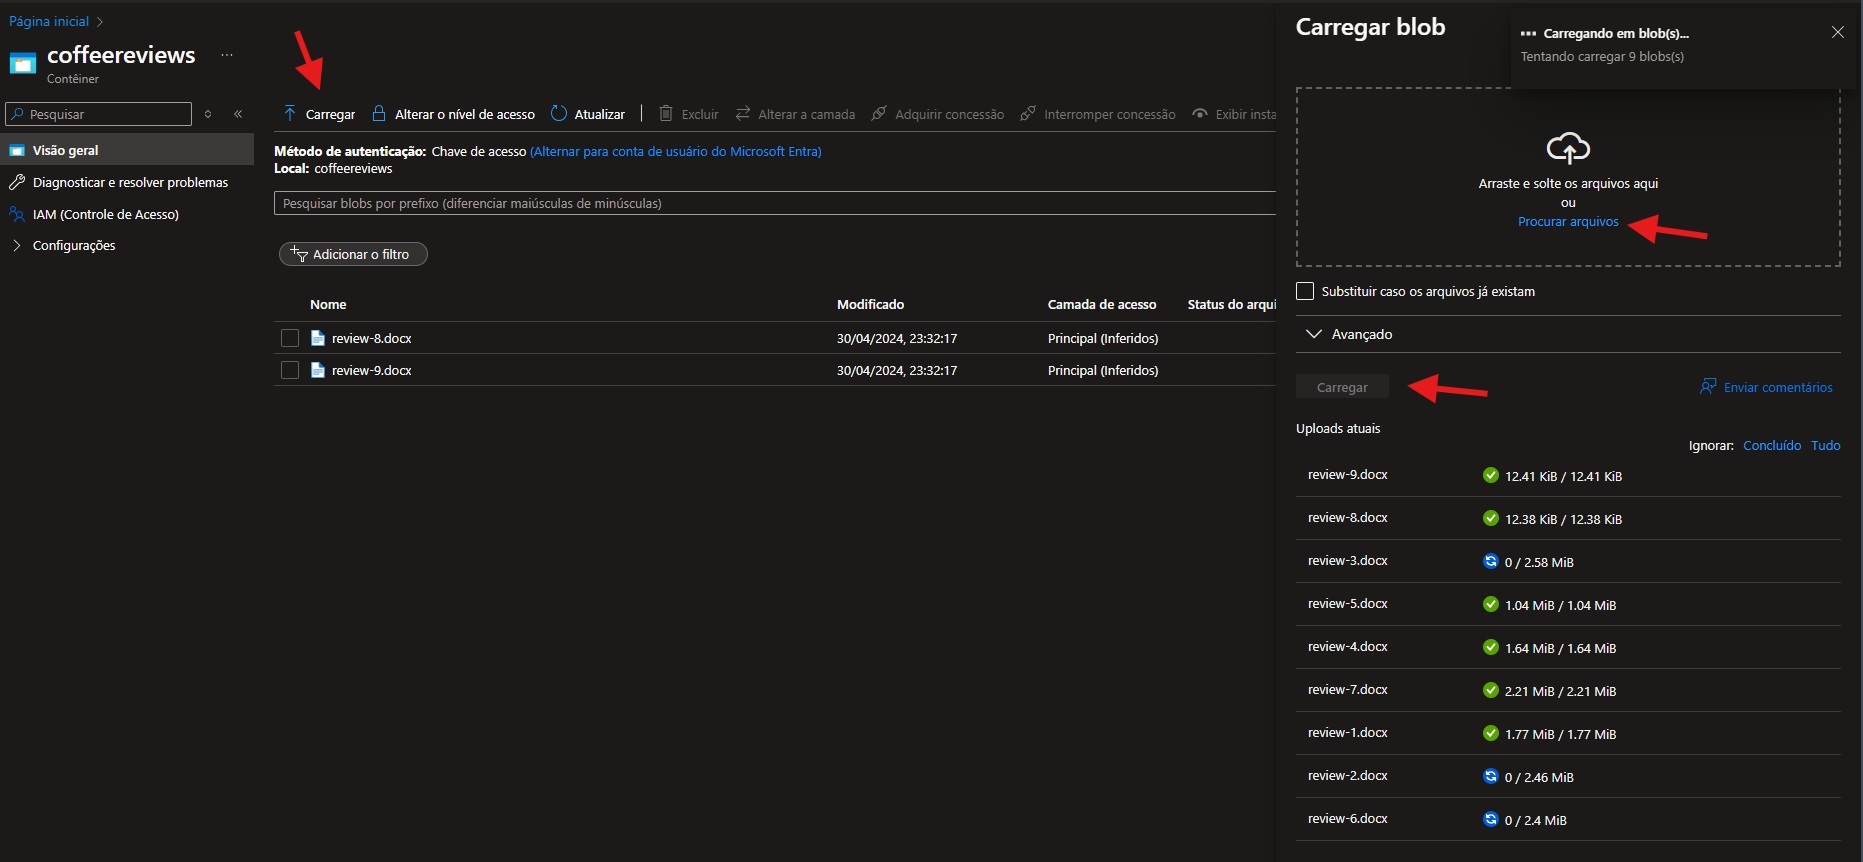 Página inicial
coffeereviews ...
Contêiner
Pesquisar
Visão geral
Diagnosticar e resolver problemas
IAM (Controle de Acesso)
Configurações
Carregar Alterar o nível de acesso Atualizar Excluir Alterar a camada Adquirir concessão Interromper concessão Exibir insta
Método de autenticação: Chave de acesso (Alternar para conta de usuário do Microsoft Entra)
Local: coffeereviews
Pesquisar blobs por prefixo (diferenciar maiúsculas de minúsculas)
Adicionar o filtro
Nome Modificado Camada de acesso Status do arqui
review-8.docx 30/04/2024, 23:32:17 Principal (Inferidos)
review-9.docx 30/04/2024, 23:32:17 Principal (Inferidos)
Carregar blob
Carregando em blob(s)...
Tentando carregar 9 blobs(s)
Arraste e solte os arquivos aqui
ou
Procurar arquivos
Substituir caso os arquivos já existam
Avançado
Carregar Enviar comentários
Uploads atuais
Ignorar: Concluído Tudo
review-9.docx 12.41 KiB / 12.41 KiB
review-8.docx 12.38 KiB / 12.38 KiB
review-3.docx 0 / 2.58 MiB
review-5.docx 1.04 MiB / 1.04 MiB
review-4.docx 1.64 MiB / 1.64 MiB
review-7.docx 2.21 MiB / 2.21 MiB
review-1.docx 1.77 MiB / 1.77 MiB
review-2.docx 0 / 2.46 MiB
review-6.docx 0 / 2.4 MiB